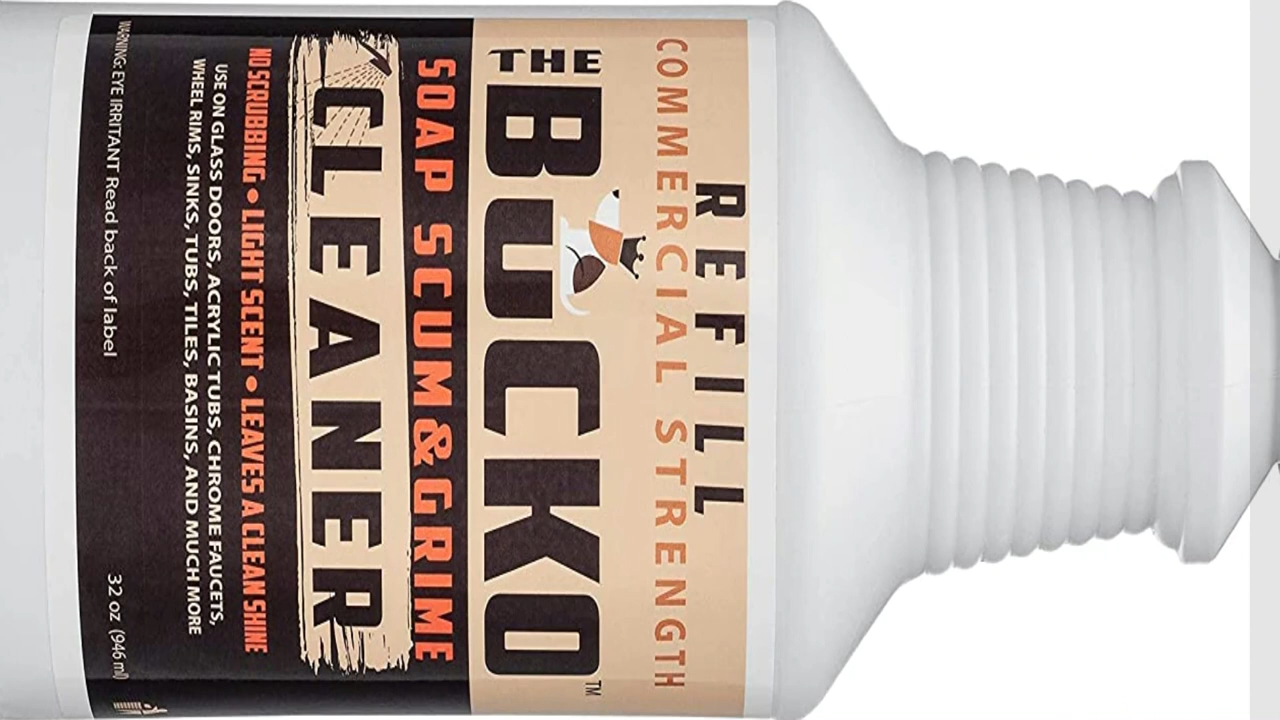 REFILL
COMMERCIAL STRENGTH
THE
BUCKO™
SOAP SCUM & GRIME
CLEANER
NO SCRUBBING • LIGHT SCENT • LEAVES A CLEAN SHINE
USE ON GLASS DOORS, ACRYLIC TUBS, CHROME FAUCETS,
WHEEL RIMS, SINKS, TUBS, TILES, BASINS, AND MUCH MORE
WARNING: EYE IRRITANT Read back of label
32 oz (946 ml)